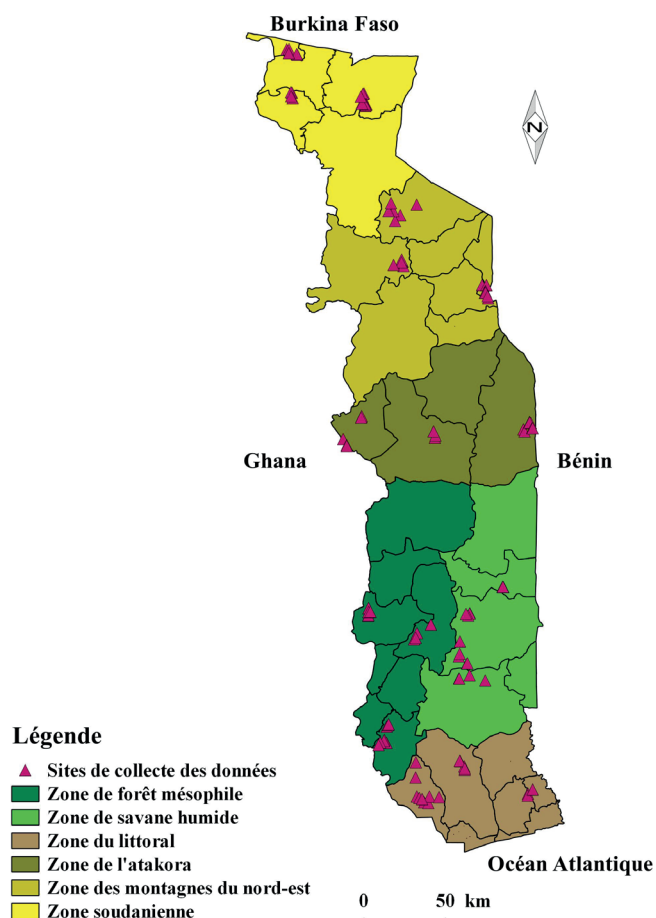 Burkina Faso
N
Ghana
Bénin
Légende
Sites de collecte des données
Zone de forêt mésophile
Zone de savane humide
Zone du littoral
Zone de l'atakora
Zone des montagnes du nord-est
Zone soudanienne
Océan Atlantique
0 50 km